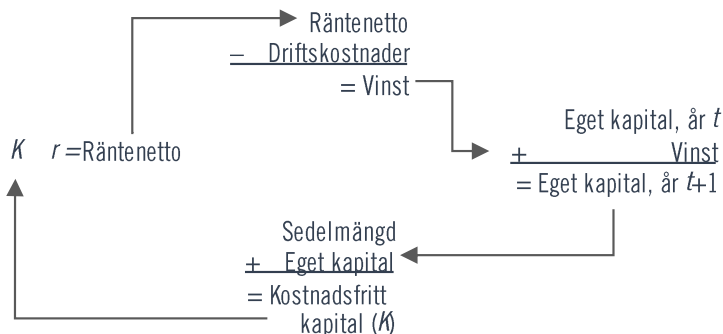 Räntenetto
– Driftskostnader
= Vinst
K r =Räntenetto
Eget kapital, år t
+ Vinst
= Eget kapital, år t+1
Sedelmängd
+ Eget kapital
= Kostnadsfritt
kapital (K)